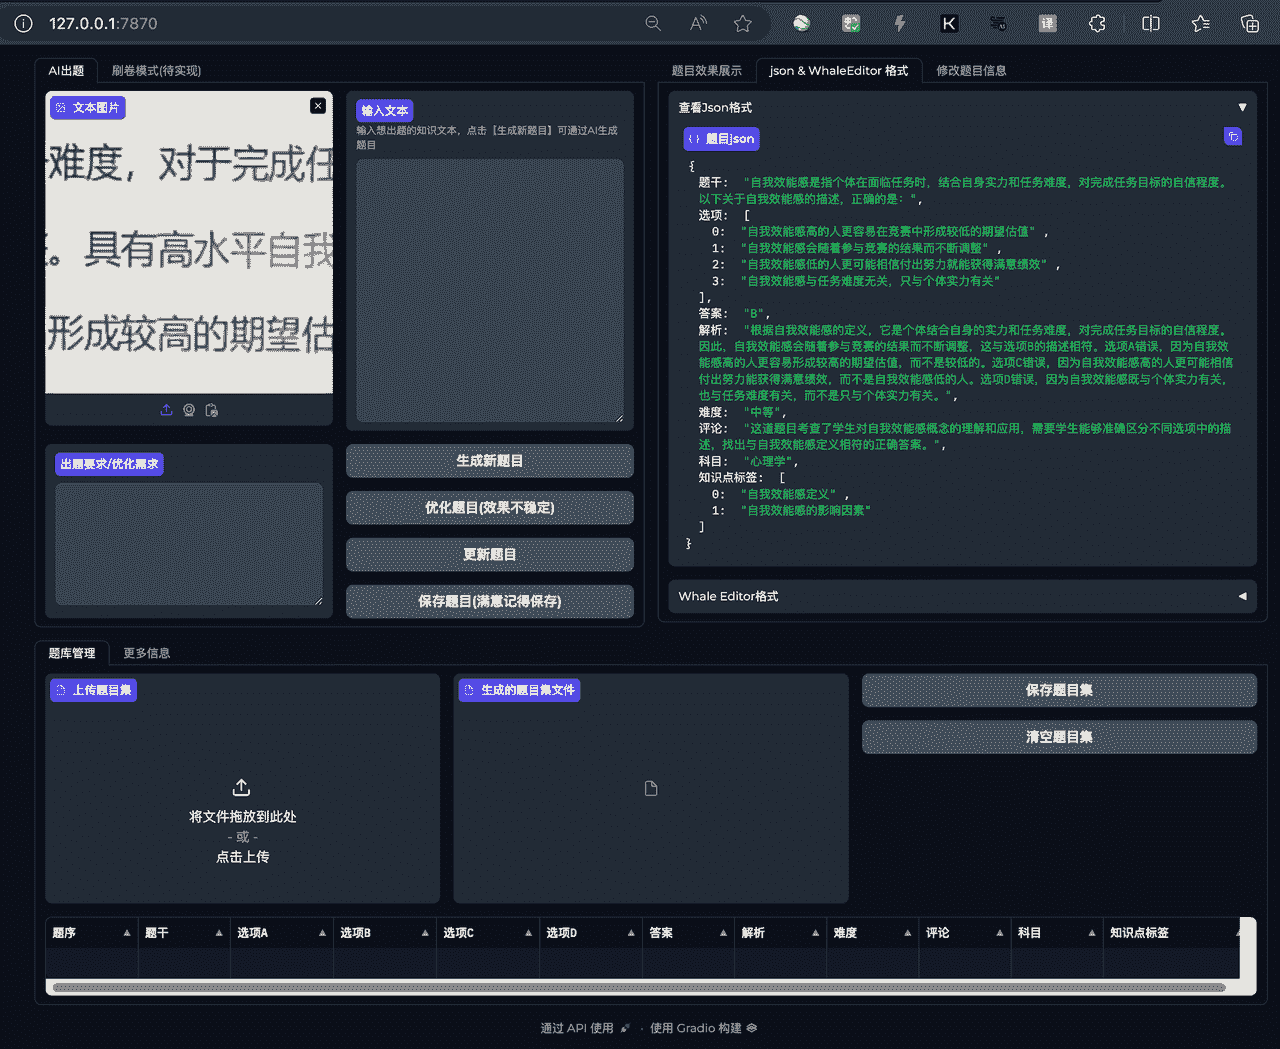 127.0.0.1:7870
AI出题
刷卷模式(待实现)
文本图片
难度，对于完成任
。具有高水平自我
形成较高的期望估
输入文本
输入想出题的知识文本，点击【生成新题目】可通过AI生成
题目
出题要求/优化需求
生成新题目
优化题目(效果不稳定)
更新题目
保存题目(满意记得保存)
题目效果展示
json & WhaleEditor 格式
修改题目信息
查看Json格式
题目json
{
题干: "自我效能感是指个体在面临任务时，结合自身实力和任务难度，对完成任务目标的自信程度。
以下关于自我效能感的描述，正确的是：",
选项: [
0: "自我效能感高的人更容易在竞赛中形成较低的期望估值" ,
1: "自我效能感会随着参与竞赛的结果而不断调整" ,
2: "自我效能感低的人更可能相信付出努力就能获得满意绩效" ,
3: "自我效能感与任务难度无关，只与个体实力有关"
],
答案: "B",
解析: "根据自我效能感的定义，它是个体结合自身的实力和任务难度，对完成任务目标的自信程度。
因此，自我效能感会随着参与竞赛的结果而不断调整，这与选项B的描述相符。选项A错误，因为自我效
能感高的人更容易形成较高的期望估值，而不是较低的。选项C错误，因为自我效能感高的人更可能相信
付出努力能获得满意绩效，而不是自我效能感低的人。选项D错误，因为自我效能感既与个体实力有关，
也与任务难度有关，而不是只与个体实力有关。",
难度: "中等",
评论: "这道题目考查了学生对自我效能感概念的理解和应用，需要学生能够准确区分不同选项中的描
述，找出与自我效能感定义相符的正确答案。",
科目: "心理学",
知识点标签: [
0: "自我效能感定义" ,
1: "自我效能感的影响因素"
]
}
Whale Editor格式
题库管理
更多信息
上传题目集
将文件拖放到此处
- 或 -
点击上传
生成的题目集文件
保存题目集
清空题目集
题序 题干 选项A 选项B 选项C 选项D 答案 解析 难度 评论 科目 知识点标签
通过 API 使用 · 使用 Gradio 构建